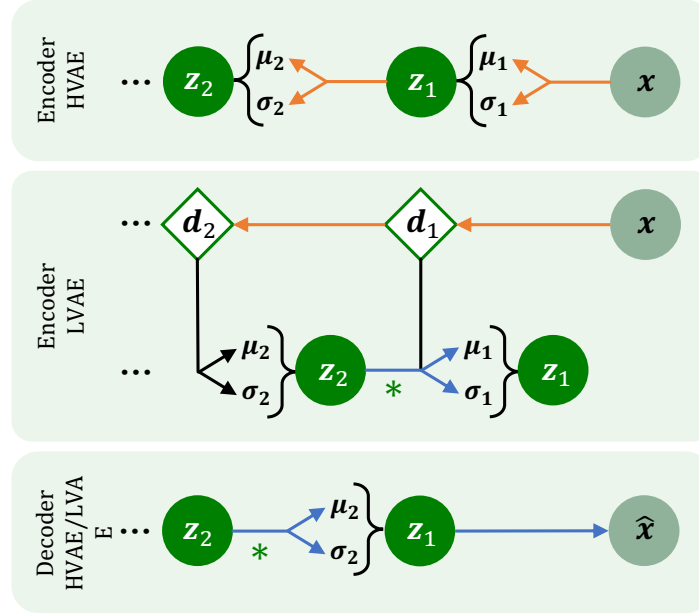 Encoder
HVAE
... z₂ μ₂ σ₂ z₁ μ₁ σ₁ x
Encoder
LVAE
... d₂ d₁ x
... μ₂ σ₂ z₂ * μ₁ σ₁ z₁
Decoder
HVAE/LVA
E
... z₂ * μ₂ σ₂ z₁ x̂